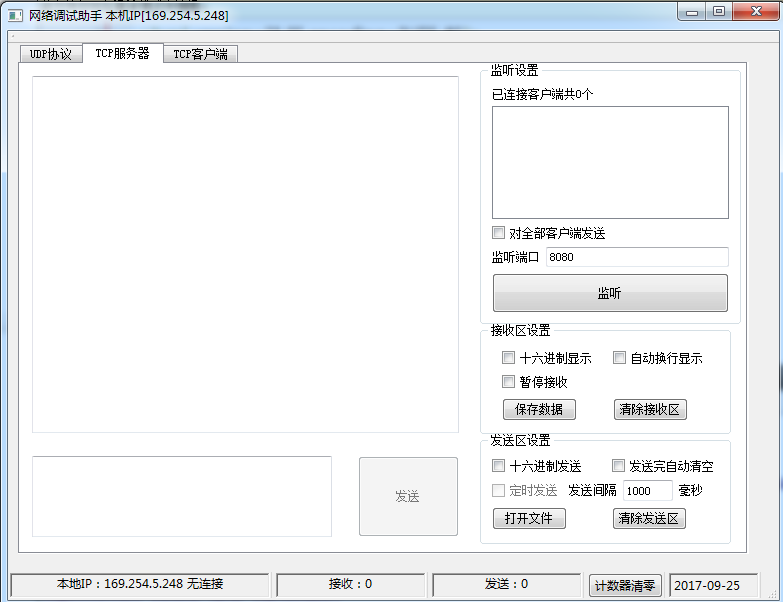 网络调试助手 本机IP[169.254.5.248]
UDP协议 TCP服务器 TCP客户端
监听设置
已连接客户端共0个
对全部客户端发送
监听端口 8080
监听
接收区设置
十六进制显示 自动换行显示
暂停接收
保存数据 清除接收区
发送区设置
十六进制发送 发送完自动清空
定时发送 发送间隔 1000 毫秒
打开文件 清除发送区
发送
本地IP：169.254.5.248 无连接 接收：0 发送：0 计数器清零 2017-09-25